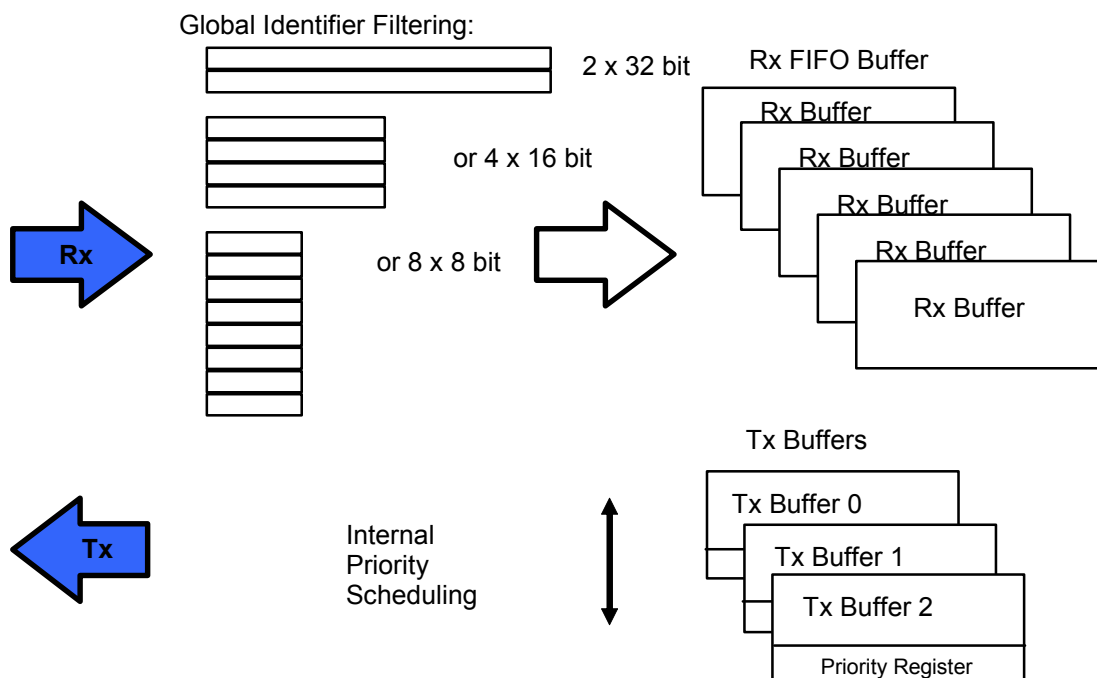 Global Identifier Filtering:
2 x 32 bit
or 4 x 16 bit
or 8 x 8 bit
Rx
Rx FIFO Buffer
Rx Buffer
Rx Buffer
Rx Buffer
Rx Buffer
Rx Buffer
Tx
Internal
Priority
Scheduling
Tx Buffers
Tx Buffer 0
Tx Buffer 1
Tx Buffer 2
Priority Register